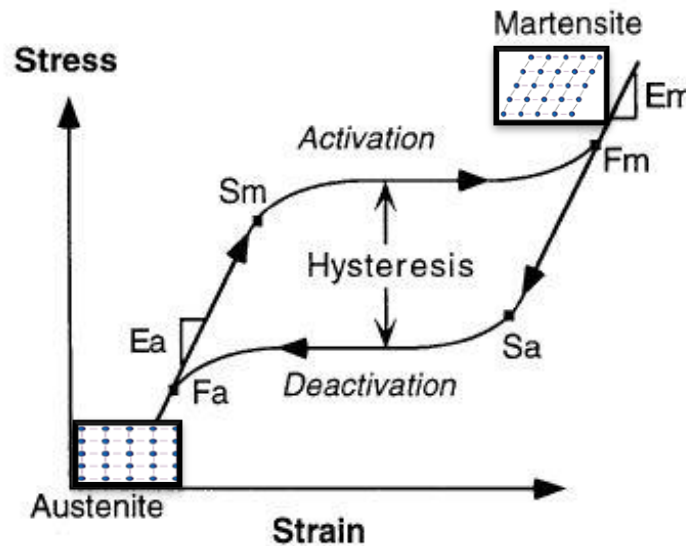 Martensite
Stress
Em
Activation
Fm
Sm
Hysteresis
Ea
Sa
Fa
Deactivation
Austenite
Strain